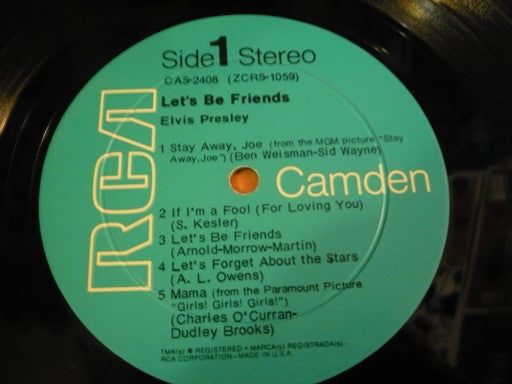 Side 1 Stereo
CAS-2408 (ZCRS-1059)
Let's Be Friends
Elvis Presley
1 Stay Away, Joe (from the MGM picture "Stay
Away, Joe") (Ben Weisman-Sid Wayne)
RCA
Camden
2 If I'm a Fool (For Loving You)
(S. Kesler)
3 Let's Be Friends
(Arnold-Morrow-Martin)
4 Let's Forget About the Stars
(A. L. Owens)
5 Mama (from the Paramount Picture
"Girls! Girls! Girls!")
(Charles O'Curran-
Dudley Brooks)
TMK(s) ® REGISTERED • MARCA(s) REGISTRADA(s)-
RCA CORPORATION-MADE IN U.S.A.